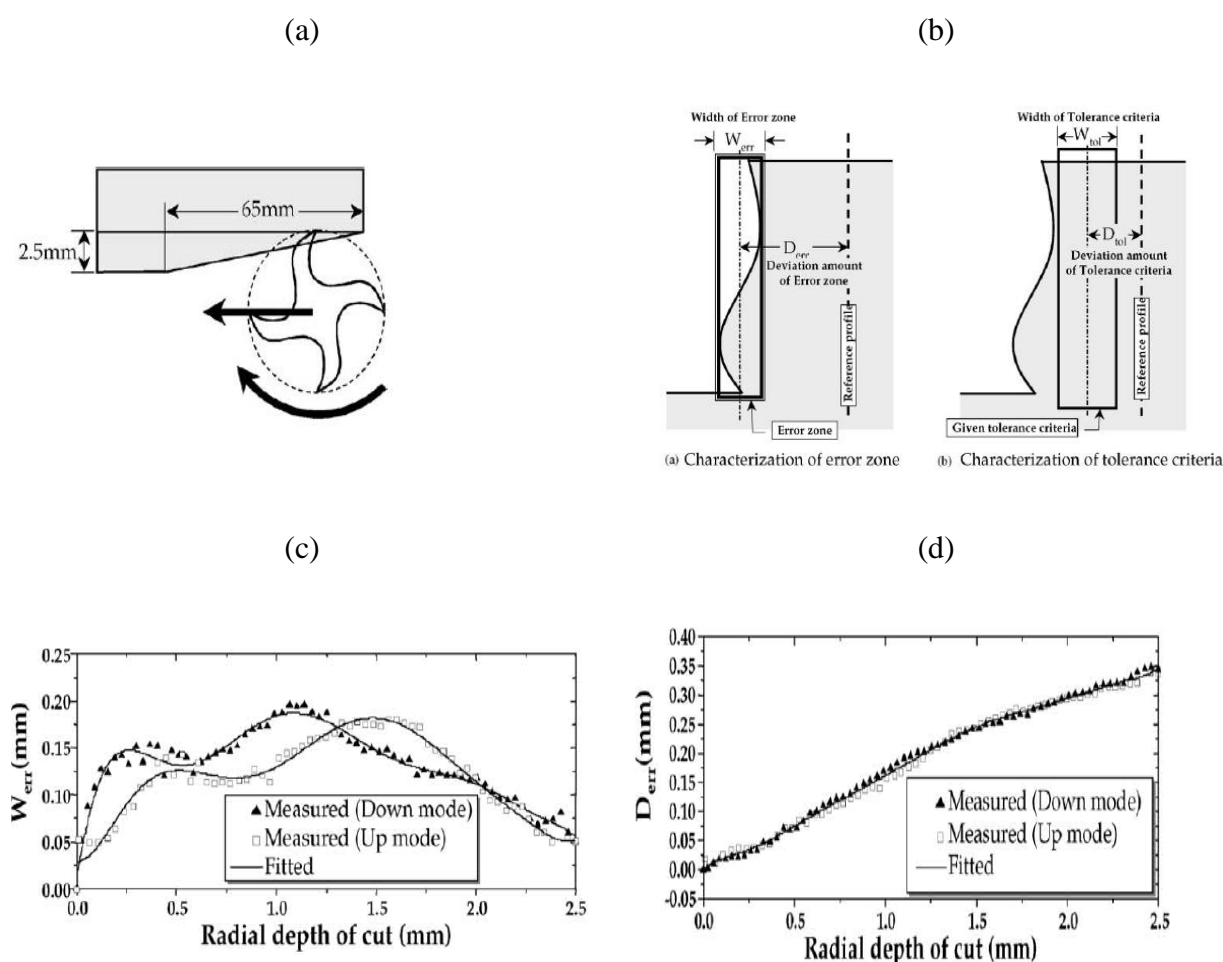 (a)
(b)
65mm
2.5mm
Width of Error zone
W_err
D_err
Deviation amount
of Error zone
Reference profile
Error zone
(a) Characterization of error zone
Width of Tolerance criteria
W_tol
D_tol
Deviation amount
of Tolerance criteria
Reference profile
Given tolerance criteria
(b) Characterization of tolerance criteria
(c)
(d)
W_err(mm)
0.25
0.20
0.15
0.10
0.05
0.00
Measured (Down mode)
Measured (Up mode)
Fitted
0.0 0.5 1.0 1.5 2.0 2.5
Radial depth of cut (mm)
D_err(mm)
0.40
0.35
0.30
0.25
0.20
0.15
0.10
0.05
0.00
-0.05
Measured (Down mode)
Measured (Up mode)
Fitted
0.0 0.5 1.0 1.5 2.0 2.5
Radial depth of cut (mm)